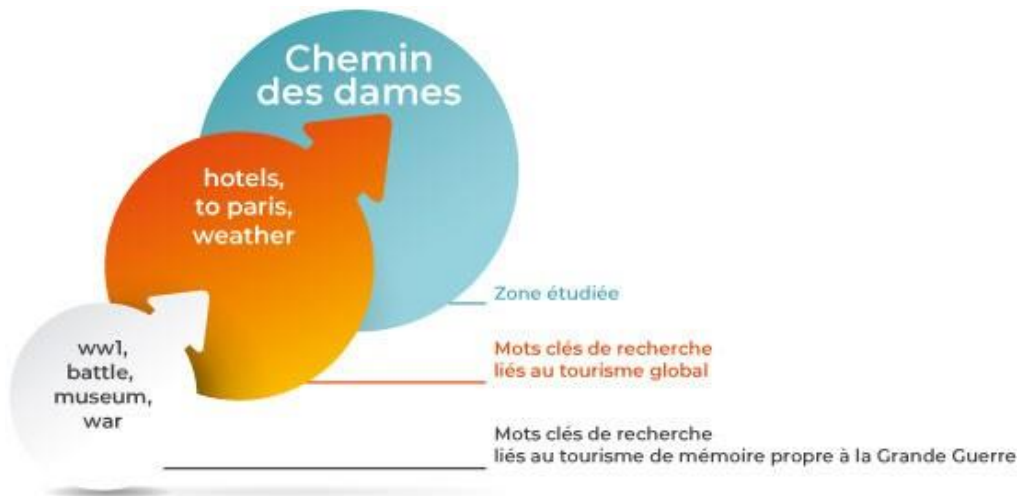 Chemin
des dames
hotels,
to paris,
weather
Zone étudiée
ww1,
battle,
museum,
war
Mots clés de recherche
liés au tourisme global
Mots clés de recherche
liés au tourisme de mémoire propre à la Grande Guerre